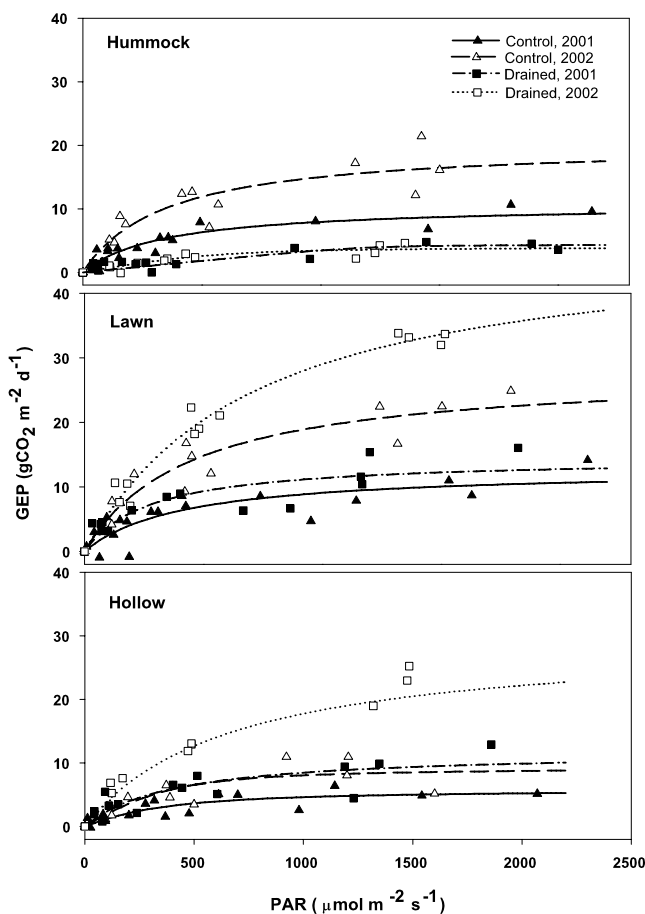 40
Hummock
Control, 2001
Control, 2002
Drained, 2001
Drained, 2002
30
20
10
0
40
Lawn
30
20
10
0
GEP (gCO2 m-2 d-1)
40
Hollow
30
20
10
0
0 500 1000 1500 2000 2500
PAR ( μmol m -2 s-1)